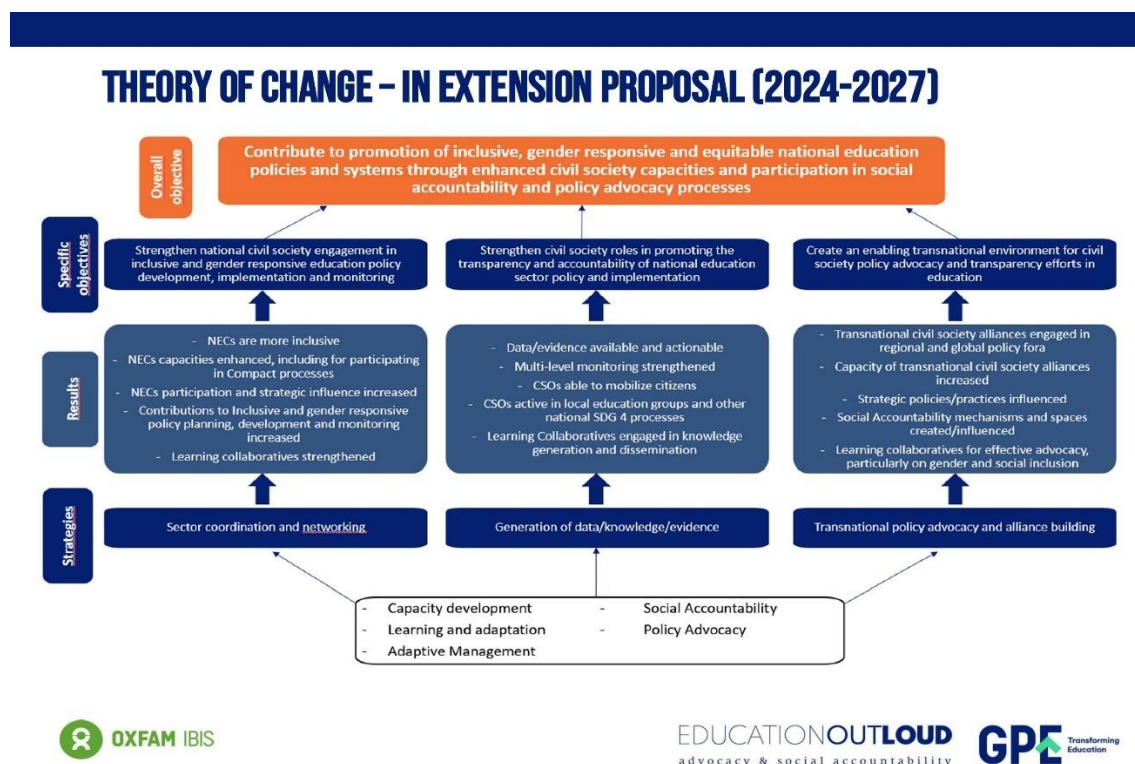 THEORY OF CHANGE – IN EXTENSION PROPOSAL (2024-2027)
Overall
objective
Contribute to promotion of inclusive, gender responsive and equitable national education
policies and systems through enhanced civil society capacities and participation in social
accountability and policy advocacy processes
Specific
objectives
Strengthen national civil society engagement in
inclusive and gender responsive education policy
development, implementation and monitoring
Strengthen civil society roles in promoting the
transparency and accountability of national education
sector policy and implementation
Create an enabling transnational environment for civil
society policy advocacy and transparency efforts in
education
Results
- NECs are more inclusive
- NECs capacities enhanced, including for participating
in Compact processes
- NECs participation and strategic influence increased
- Contributions to Inclusive and gender responsive
policy planning, development and monitoring
increased
- Learning collaboratives strengthened
- Data/evidence available and actionable
- Multi-level monitoring strengthened
- CSOs able to mobilize citizens
- CSOs active in local education groups and other
national SDG 4 processes
- Learning Collaboratives engaged in knowledge
generation and dissemination
- Transnational civil society alliances engaged in
regional and global policy fora
- Capacity of transnational civil society alliances
increased
- Strategic policies/practices influenced
- Social Accountability mechanisms and spaces
created/influenced
- Learning collaboratives for effective advocacy,
particularly on gender and social inclusion
Strategies
Sector coordination and networking
Generation of data/knowledge/evidence
Transnational policy advocacy and alliance building
- Capacity development
- Learning and adaptation
- Adaptive Management
- Social Accountability
- Policy Advocacy
OXFAM IBIS
EDUCATIONOUTLOUD
advocacy & social accountability
GPE Transforming
Education